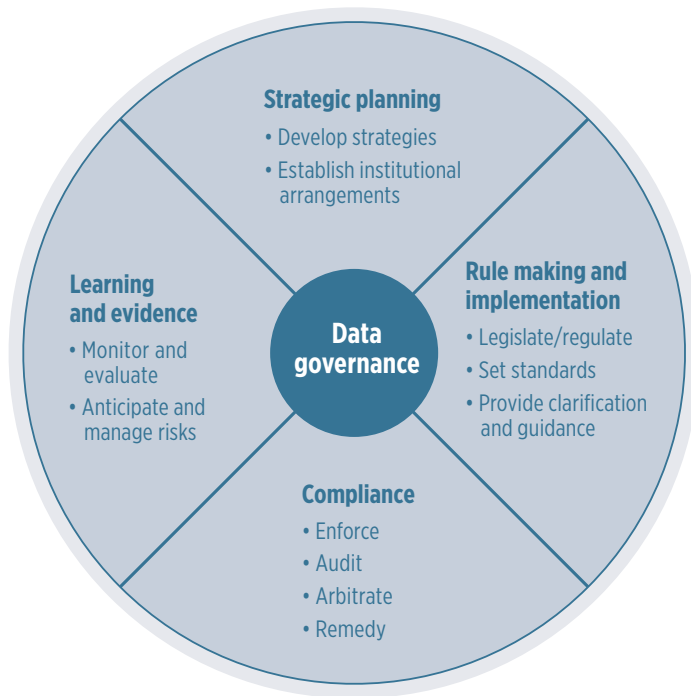 Strategic planning
• Develop strategies
• Establish institutional
arrangements
Learning
and evidence
• Monitor and
evaluate
• Anticipate and
manage risks
Data
governance
Rule making and
implementation
• Legislate/regulate
• Set standards
• Provide clarification
and guidance
Compliance
• Enforce
• Audit
• Arbitrate
• Remedy